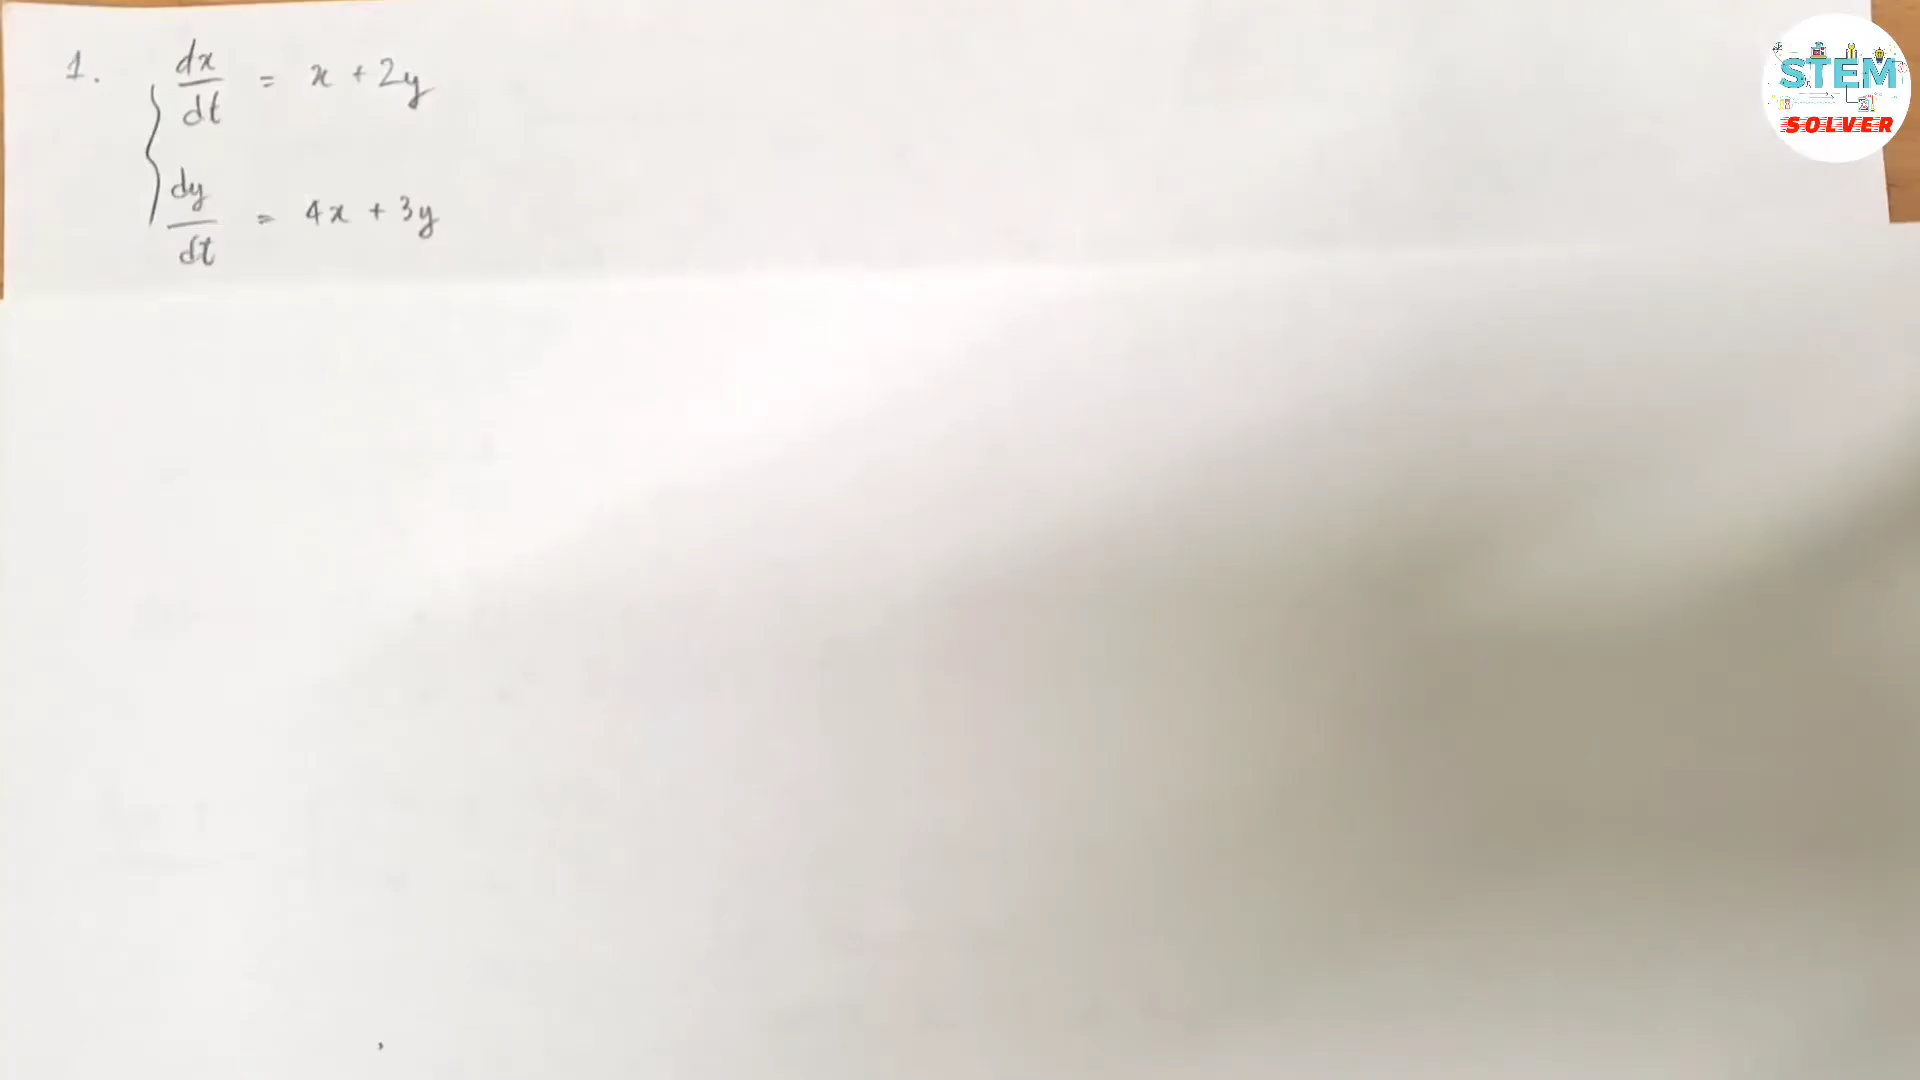 1. dx/dt = x + 2y
dy/dt = 4x + 3y
STEM
SOLVER